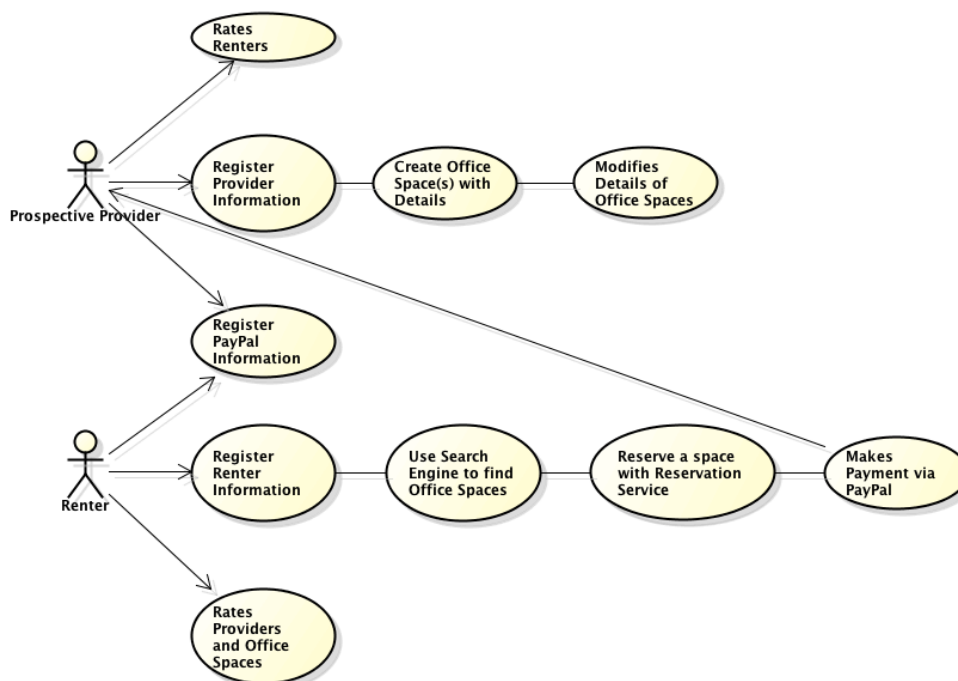 Rates
Renters
Prospective Provider
Register
Provider
Information
Create Office
Space(s) with
Details
Modifies
Details of
Office Spaces
Register
PayPal
Information
Renter
Register
Renter
Information
Use Search
Engine to find
Office Spaces
Reserve a space
with Reservation
Service
Makes
Payment via
PayPal
Rates
Providers
and Office
Spaces